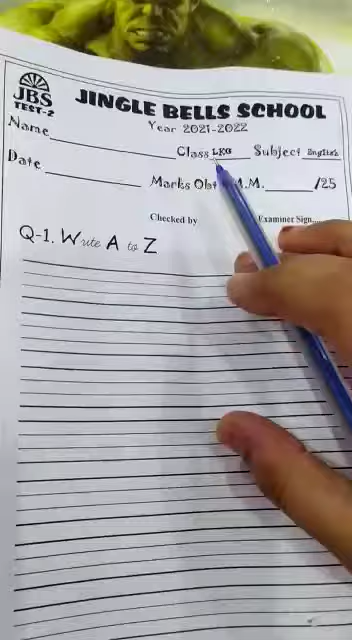 JBS
TEST-2
JINGLE BELLS SCHOOL
Year 2021-2022
Name
Class LKG Subject English
Date
Marks Obt M.M. /25
Checked by Examiner Sign.
Q-1. Write A to Z